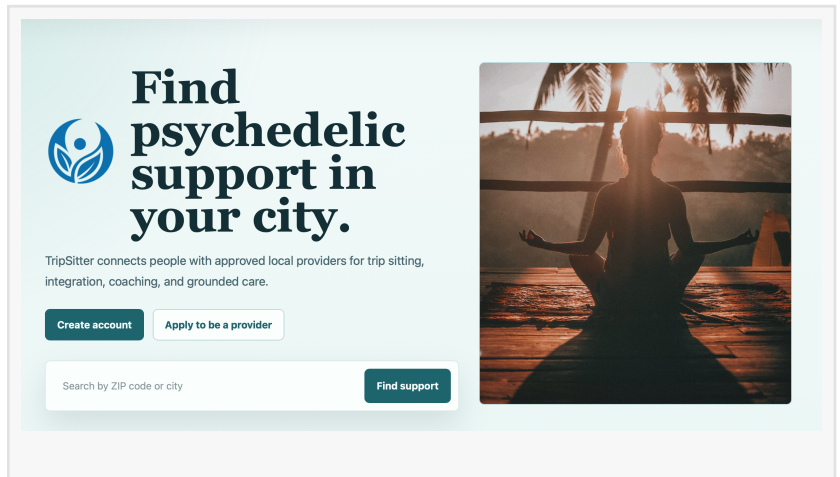 Find
psychedelic
support in
your city.
TripSitter connects people with approved local providers for trip sitting,
integration, coaching, and grounded care.
Create account
Apply to be a provider
Search by ZIP code or city
Find support